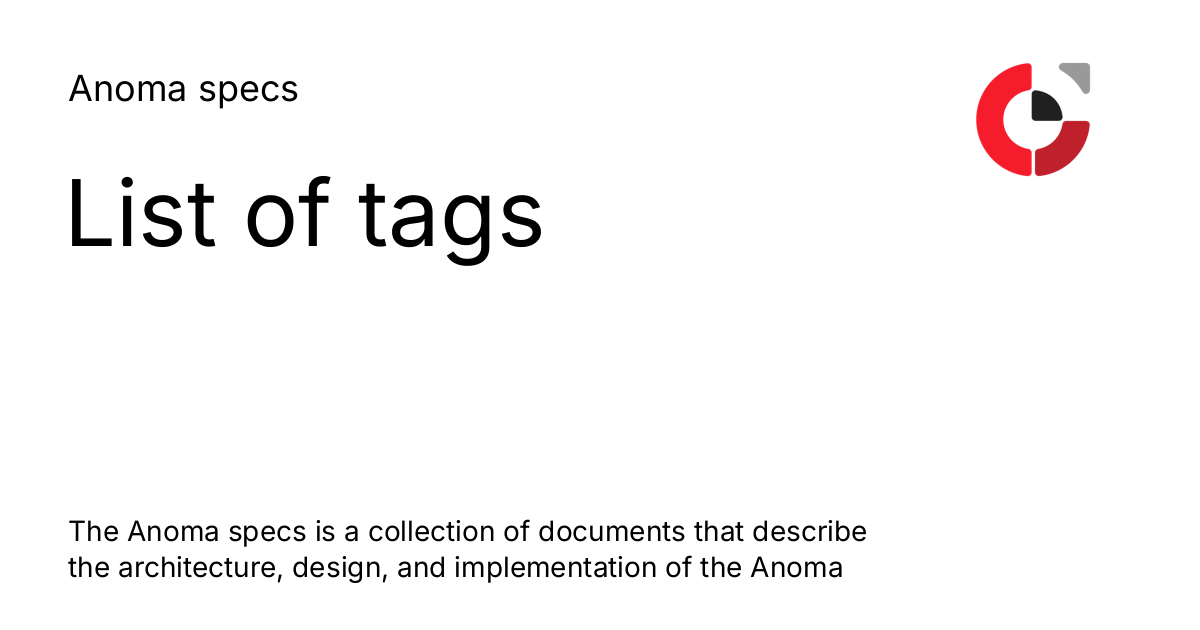 Anoma specs
List of tags
The Anoma specs is a collection of documents that describe
the architecture, design, and implementation of the Anoma